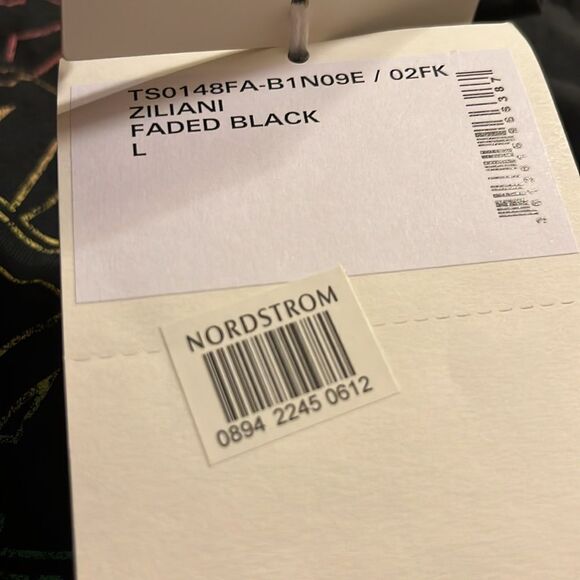 TS0148FA-B1N09E / 02FK
ZILIANI
FADED BLACK
L
NORDSTROM
0894 2245 0612